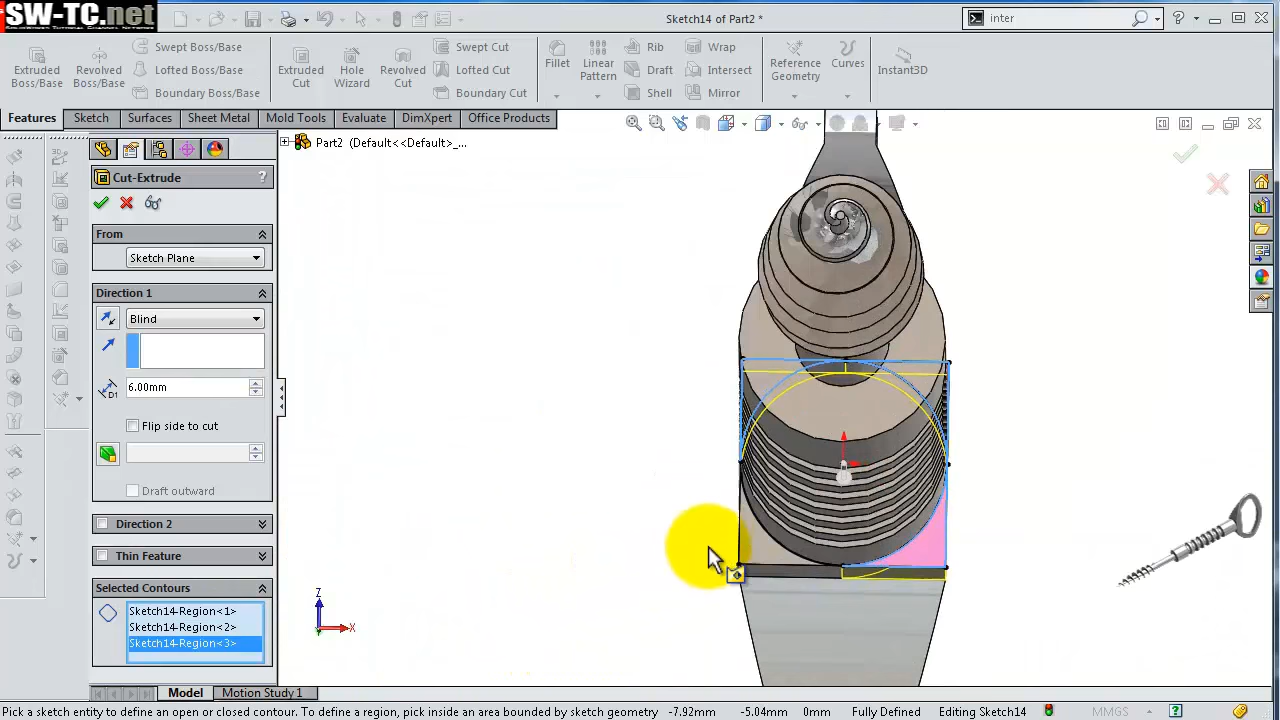 SW-TC.net
SOLIDWORKS TUTORIAL CHANNEL NETWORK
Sketch14 of Part2 *
inter
Extruded Boss/Base
Revolved Boss/Base
Swept Boss/Base
Lofted Boss/Base
Boundary Boss/Base
Extruded Cut
Hole Wizard
Revolved Cut
Swept Cut
Lofted Cut
Boundary Cut
Fillet
Linear Pattern
Rib
Draft
Shell
Wrap
Intersect
Mirror
Reference Geometry
Curves
Instant3D
Features
Sketch
Surfaces
Sheet Metal
Mold Tools
Evaluate
DimXpert
Office Products
Part2 (Default<<Default>_...
Cut-Extrude
?
From
Sketch Plane
Direction 1
Blind
D1
6.00mm
Flip side to cut
Draft outward
Direction 2
Thin Feature
Selected Contours
Sketch14-Region<1>
Sketch14-Region<2>
Sketch14-Region<3>
Z
X
Model
Motion Study 1
Pick a sketch entity to define an open or closed contour. To define a region, pick inside an area bounded by sketch geometry
-7.92mm
-5.04mm
0mm
Fully Defined
Editing Sketch14
MMGS
?